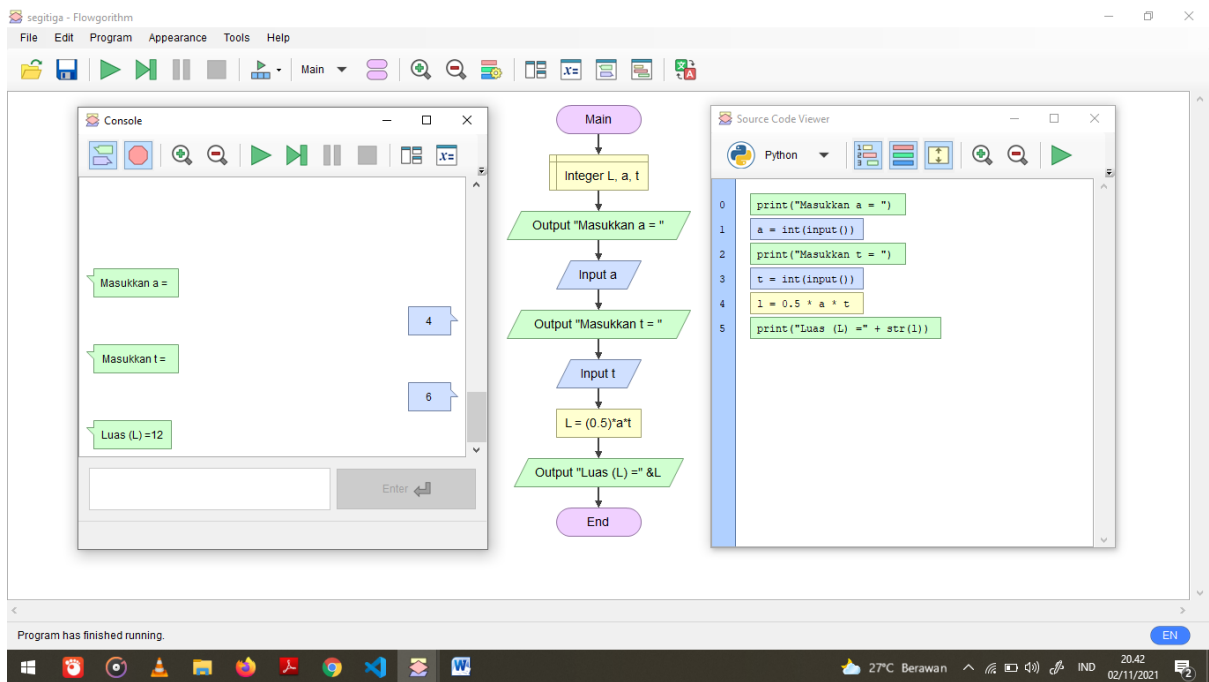 segitiga - Flowgorithm
File Edit Program Appearance Tools Help
Main
x=
Console
x=
Masukkan a =
4
Masukkan t =
6
Luas (L) =12
Enter
Main
Integer L, a, t
Output "Masukkan a = "
Input a
Output "Masukkan t = "
Input t
L = (0.5)*a*t
Output "Luas (L) =" &L
End
Source Code Viewer
Python
0 print("Masukkan a = ")
1 a = int(input())
2 print("Masukkan t = ")
3 t = int(input())
4 l = 0.5 * a * t
5 print("Luas (L) =" + str(l))
Program has finished running.
EN
27°C Berawan
IND
20.42
02/11/2021
2